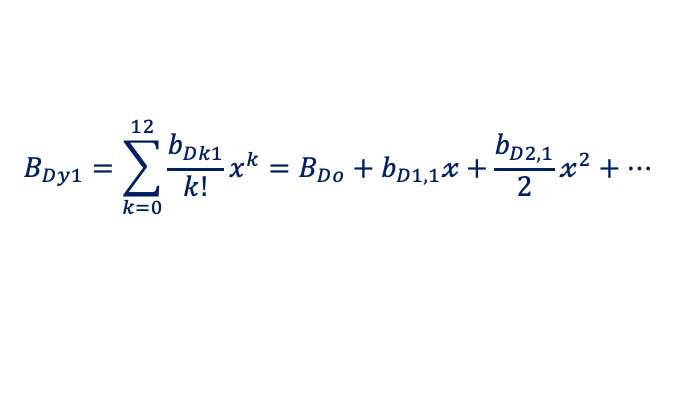 B_{Dy1} = \sum_{k=0}^{12} \frac{b_{Dk1}}{k!} x^k = B_{Do} + b_{D1,1}x + \frac{b_{D2,1}}{2} x^2 + ⋯